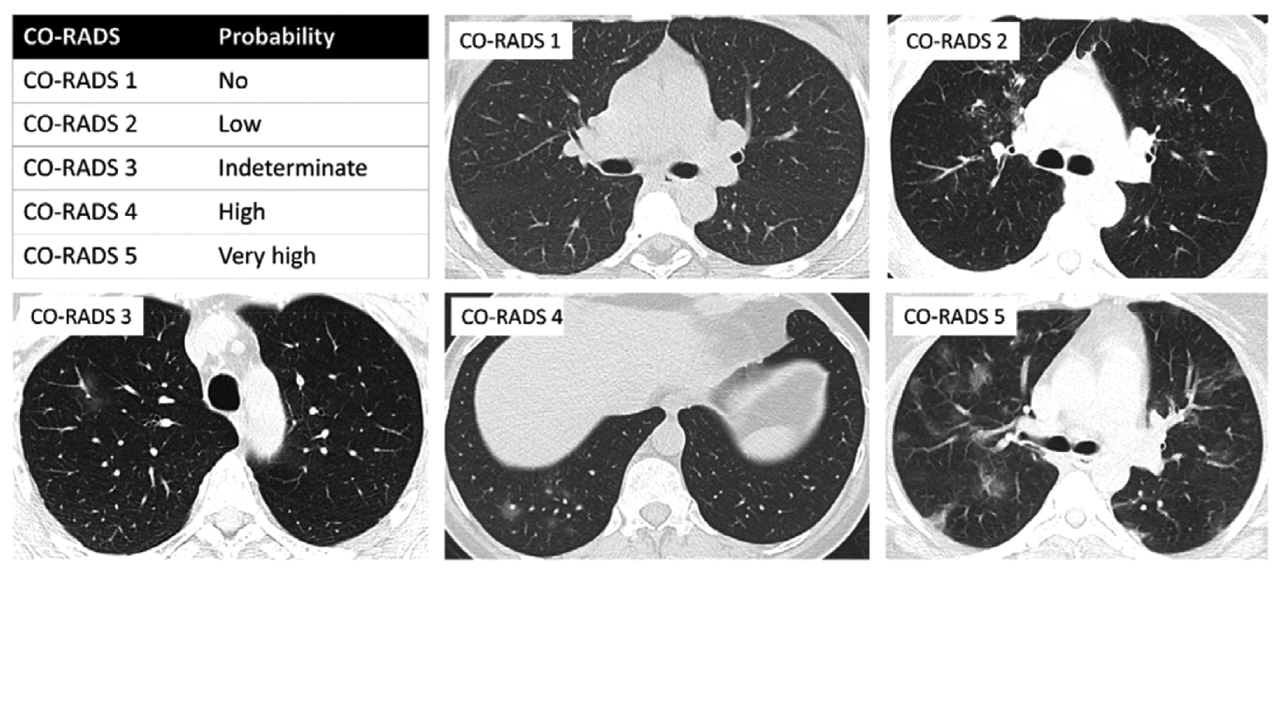 CO-RADS Probability
CO-RADS 1 No
CO-RADS 2 Low
CO-RADS 3 Indeterminate
CO-RADS 4 High
CO-RADS 5 Very high
CO-RADS 1
CO-RADS 2
CO-RADS 3
CO-RADS 4
CO-RADS 5